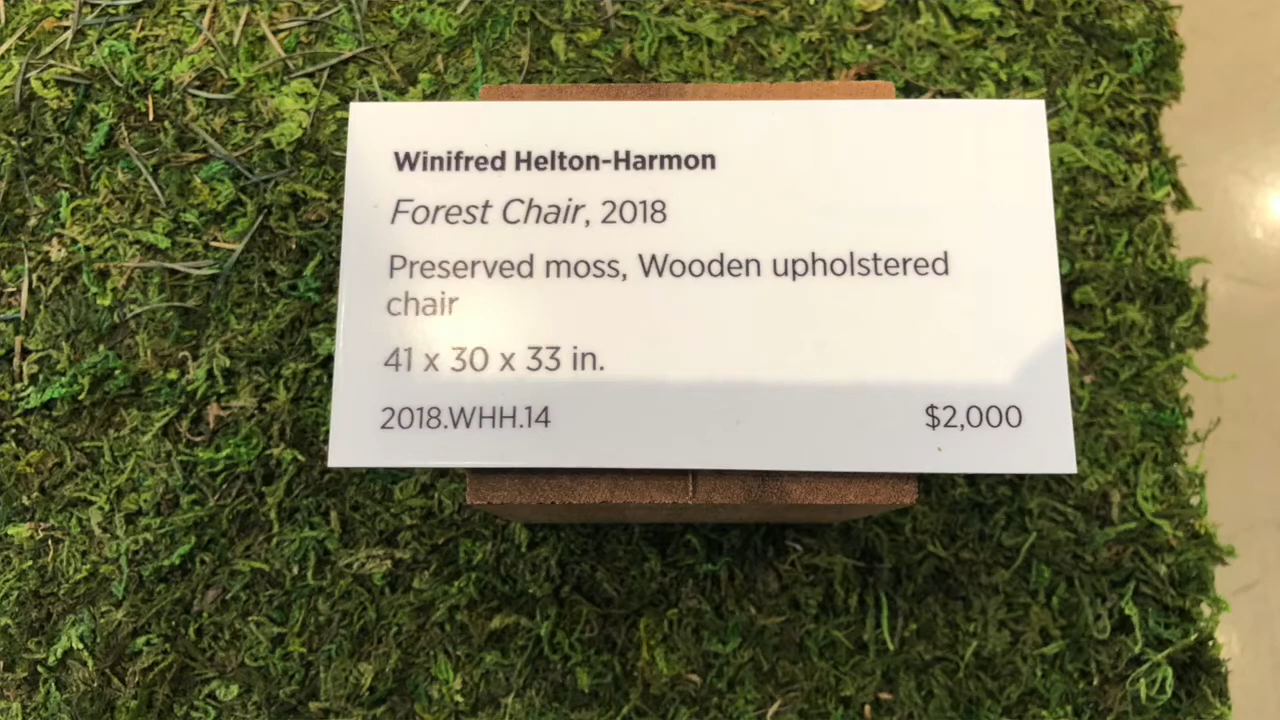 Winifred Helton-Harmon
Forest Chair, 2018
Preserved moss, Wooden upholstered
chair
41 x 30 x 33 in.
2018.WHH.14 $2,000